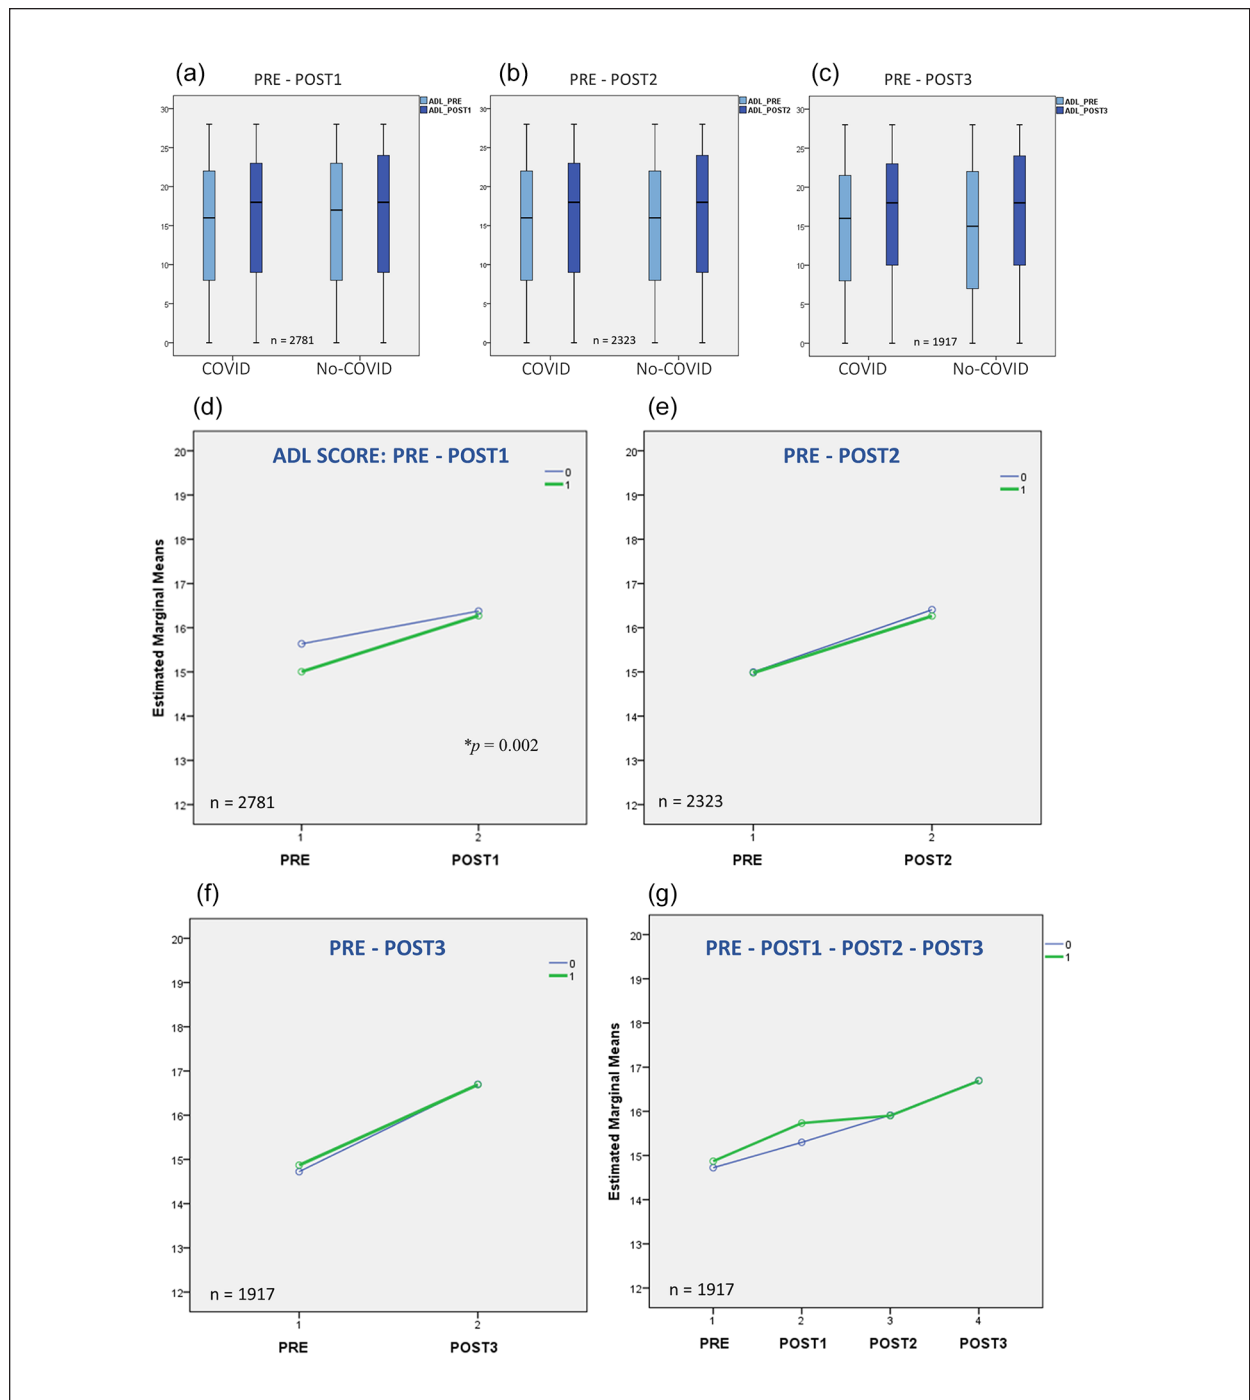 (a) PRE - POST1
ADL_PRE
ADL_POST1
30
25
20
15
10
5
0
n = 2781
COVID No-COVID
(b) PRE - POST2
ADL_PRE
ADL_POST2
30
25
20
15
10
5
0
n = 2323
COVID No-COVID
(c) PRE - POST3
ADL_PRE
ADL_POST3
30
25
20
15
10
5
0
n = 1917
COVID No-COVID
(d)
ADL SCORE: PRE - POST1
0
1
Estimated Marginal Means
20
19
18
17
16
15
14
13
12
*p = 0.002
n = 2781
1 2
PRE POST1
(e)
PRE - POST2
0
1
20
19
18
17
16
15
14
13
12
n = 2323
1 2
PRE POST2
(f)
PRE - POST3
0
1
20
19
18
17
16
15
14
13
12
n = 1917
1 2
PRE POST3
(g)
PRE - POST1 - POST2 - POST3
0
1
Estimated Marginal Means
20
19
18
17
16
15
14
13
12
n = 1917
1 2 3 4
PRE POST1 POST2 POST3